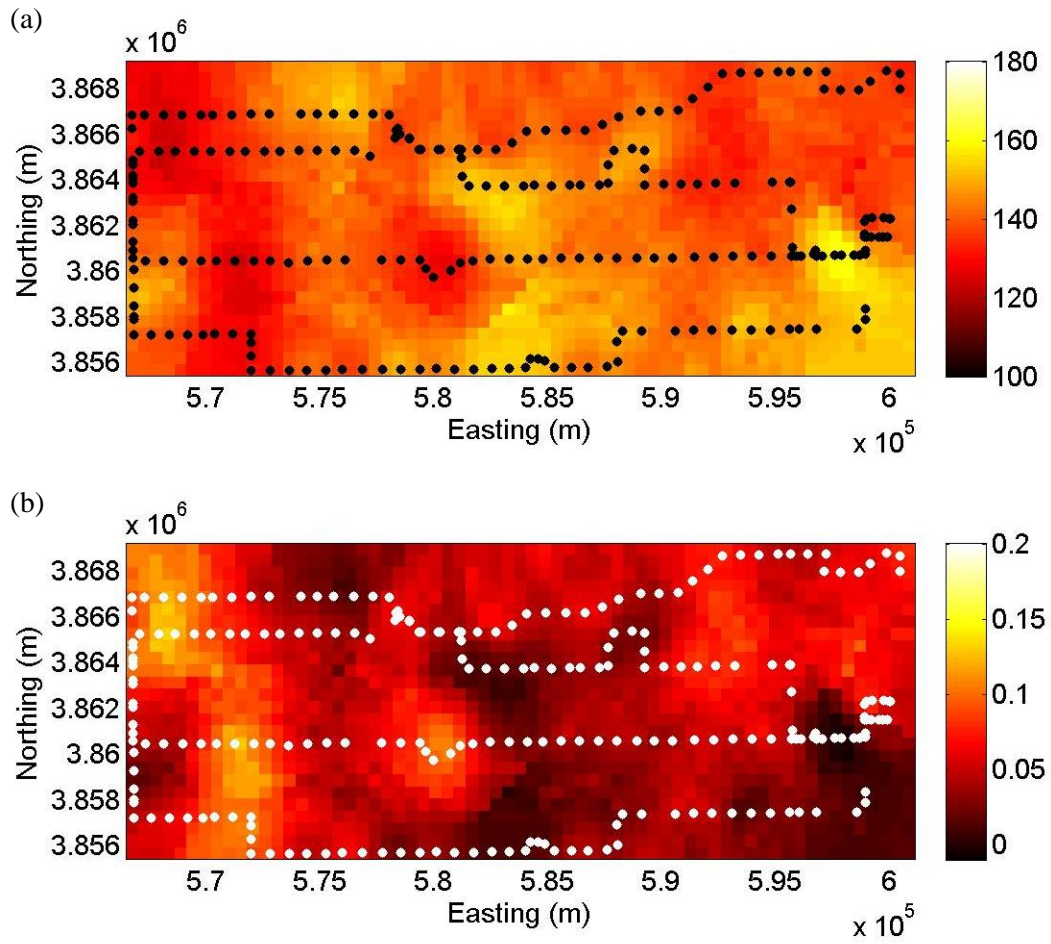 (a)
x 10^6
3.868
3.866
3.864
3.862
3.86
3.858
3.856
Northing (m)
5.7 5.75 5.8 5.85 5.9 5.95 6
Easting (m)
x 10^5
180
160
140
120
100
(b)
x 10^6
3.868
3.866
3.864
3.862
3.86
3.858
3.856
Northing (m)
5.7 5.75 5.8 5.85 5.9 5.95 6
Easting (m)
x 10^5
0.2
0.15
0.1
0.05
0